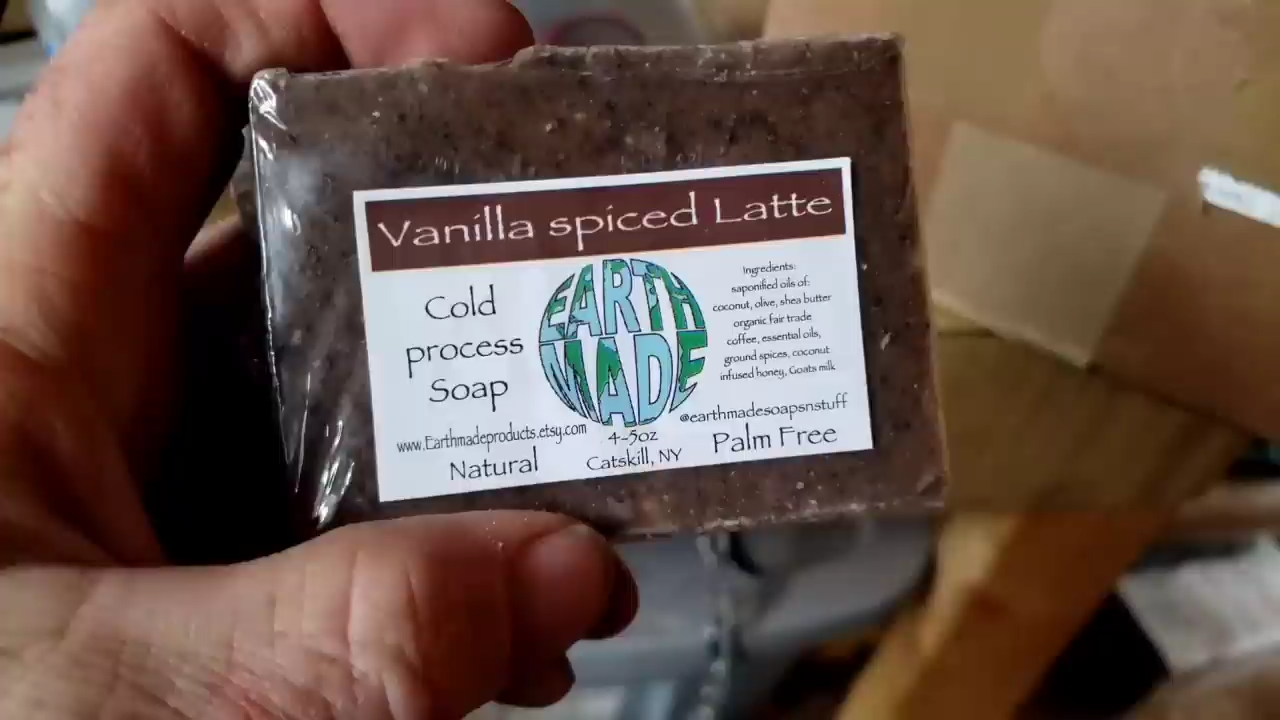 Vanilla spiced Latte
Cold
process
Soap
EARTH
MADE
Ingredients:
saponified oils of:
coconut, olive, shea butter
organic fair trade
coffee, essential oils,
ground spices, coconut
infused honey, Goats milk
@earthmadesoapsnstuff
www.Earthmadeproducts.etsy.com
4-5oz
Natural
Catskill, NY
Palm Free